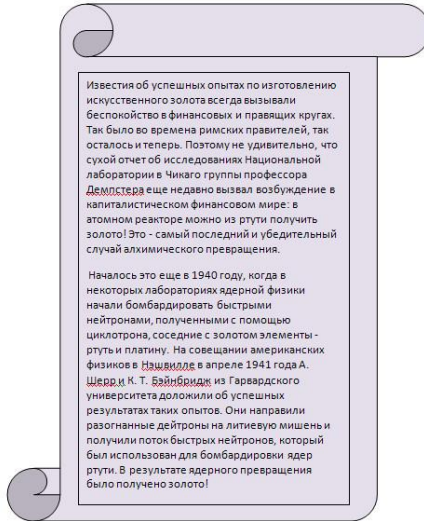 Известия об успешных опытах по изготовлению
искусственного золота всегда вызывали
беспокойство в финансовых и правящих кругах.
Так было во времена римских правителей, так
осталось и теперь. Поэтому не удивительно, что
сухой отчет об исследованиях Национальной
лаборатории в Чикаго группы профессора
Демпстера еще недавно вызвал возбуждение в
капиталистическом финансовом мире: в
атомном реакторе можно из ртути получить
золото! Это - самый последний и убедительный
случай алхимического превращения.
Началось это еще в 1940 году, когда в
некоторых лабораториях ядерной физики
начали бомбардировать быстрыми
нейтронами, полученными с помощью
циклотрона, соседние с золотом элементы -
ртуть и платину. На совещании американских
физиков в Нэшвилле в апреле 1941 года А.
Шерр и К. Т. Бэйнбридж из Гарвардского
университета доложили об успешных
результатах таких опытов. Они направили
разогнанные дейтроны на литиевую мишень и
получили поток быстрых нейтронов, который
был использован для бомбардировки ядер
ртути. В результате ядерного превращения
было получено золото!